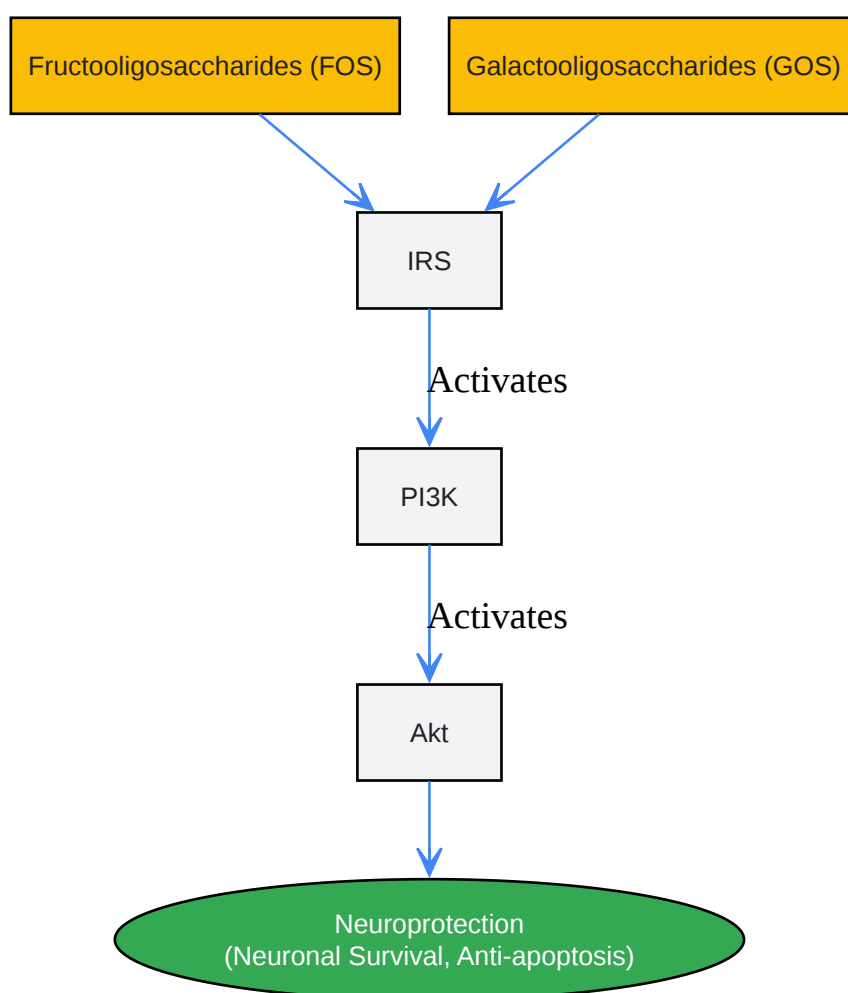 Fructooligosaccharides (FOS)
Galactooligosaccharides (GOS)
IRS
Activates
PI3K
Activates
Akt
Neuroprotection
(Neuronal Survival, Anti-apoptosis)